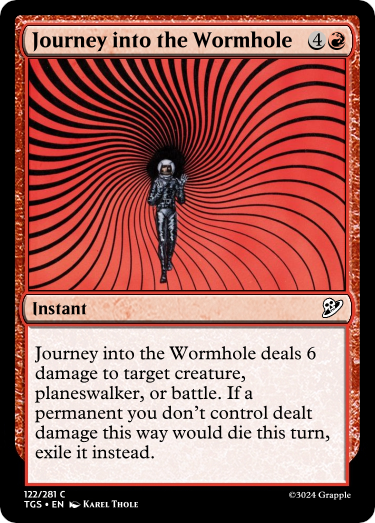 Journey into the Wormhole 4
Instant
Journey into the Wormhole deals 6
damage to target creature,
planeswalker, or battle. If a
permanent you don't control dealt
damage this way would die this turn,
exile it instead.
122/281 C
TGS • EN Karel Thole
©3024 Grapple